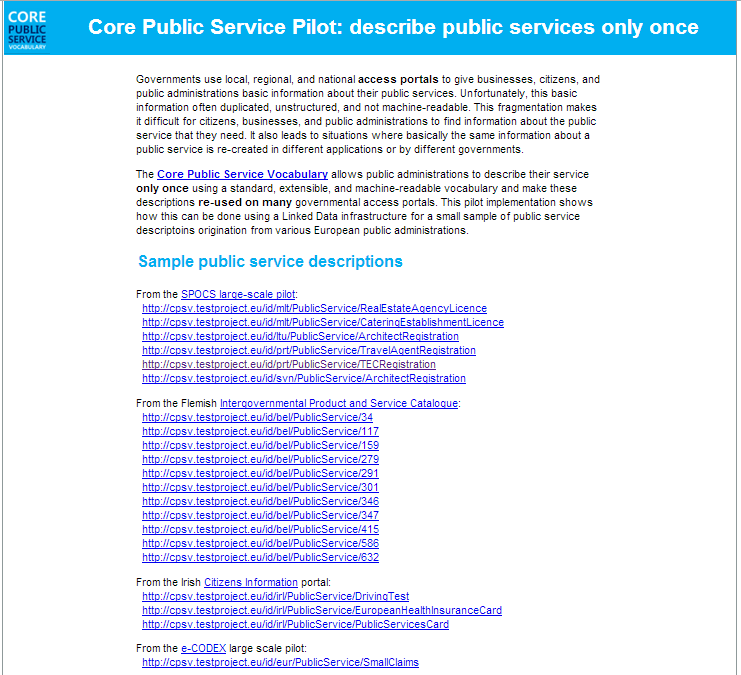 CORE
PUBLIC
SERVICE
VOCABULARY
Core Public Service Pilot: describe public services only once
Governments use local, regional, and national access portals to give businesses, citizens, and
public administrations basic information about their public services. Unfortunately, this basic
information often duplicated, unstructured, and not machine-readable. This fragmentation makes
it difficult for citizens, businesses, and public administrations to find information about the public
service that they need. It also leads to situations where basically the same information about a
public service is re-created in different applications or by different governments.
The Core Public Service Vocabulary allows public administrations to describe their service
only once using a standard, extensible, and machine-readable vocabulary and make these
descriptions re-used on many governmental access portals. This pilot implementation shows
how this can be done using a Linked Data infrastructure for a small sample of public service
descriptoins origination from various European public administrations.
Sample public service descriptions
From the SPOCS large-scale pilot:
http://cpsv.testproject.eu/id/mlt/PublicService/RealEstateAgencyLicence
http://cpsv.testproject.eu/id/mlt/PublicService/CateringEstablishmentLicence
http://cpsv.testproject.eu/id/ltu/PublicService/ArchitectRegistration
http://cpsv.testproject.eu/id/prt/PublicService/TravelAgentRegistration
http://cpsv.testproject.eu/id/prt/PublicService/TECRegistration
http://cpsv.testproject.eu/id/svn/PublicService/ArchitectRegistration
From the Flemish Intergovernmental Product and Service Catalogue:
http://cpsv.testproject.eu/id/bel/PublicService/34
http://cpsv.testproject.eu/id/bel/PublicService/117
http://cpsv.testproject.eu/id/bel/PublicService/159
http://cpsv.testproject.eu/id/bel/PublicService/279
http://cpsv.testproject.eu/id/bel/PublicService/291
http://cpsv.testproject.eu/id/bel/PublicService/301
http://cpsv.testproject.eu/id/bel/PublicService/346
http://cpsv.testproject.eu/id/bel/PublicService/347
http://cpsv.testproject.eu/id/bel/PublicService/415
http://cpsv.testproject.eu/id/bel/PublicService/586
http://cpsv.testproject.eu/id/bel/PublicService/632
From the Irish Citizens Information portal:
http://cpsv.testproject.eu/id/irl/PublicService/DrivingTest
http://cpsv.testproject.eu/id/irl/PublicService/EuropeanHealthInsuranceCard
http://cpsv.testproject.eu/id/irl/PublicService/PublicServicesCard
From the e-CODEX large scale pilot:
http://cpsv.testproject.eu/id/eur/PublicService/SmallClaims